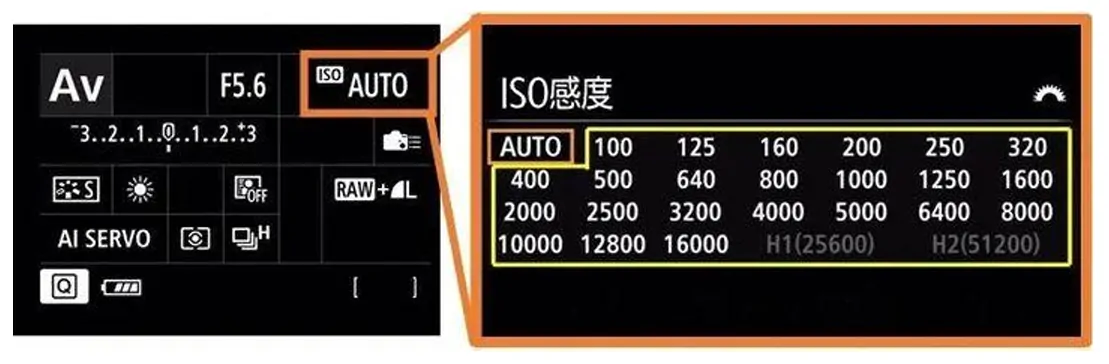 Av F5.6 ISO AUTO
-3..2..1..0..1..2.+3
S OFF RAW+L
AI SERVO H
Q [ ]
ISO感度
AUTO 100 125 160 200 250 320
400 500 640 800 1000 1250 1600
2000 2500 3200 4000 5000 6400 8000
10000 12800 16000 H1(25600) H2(51200)